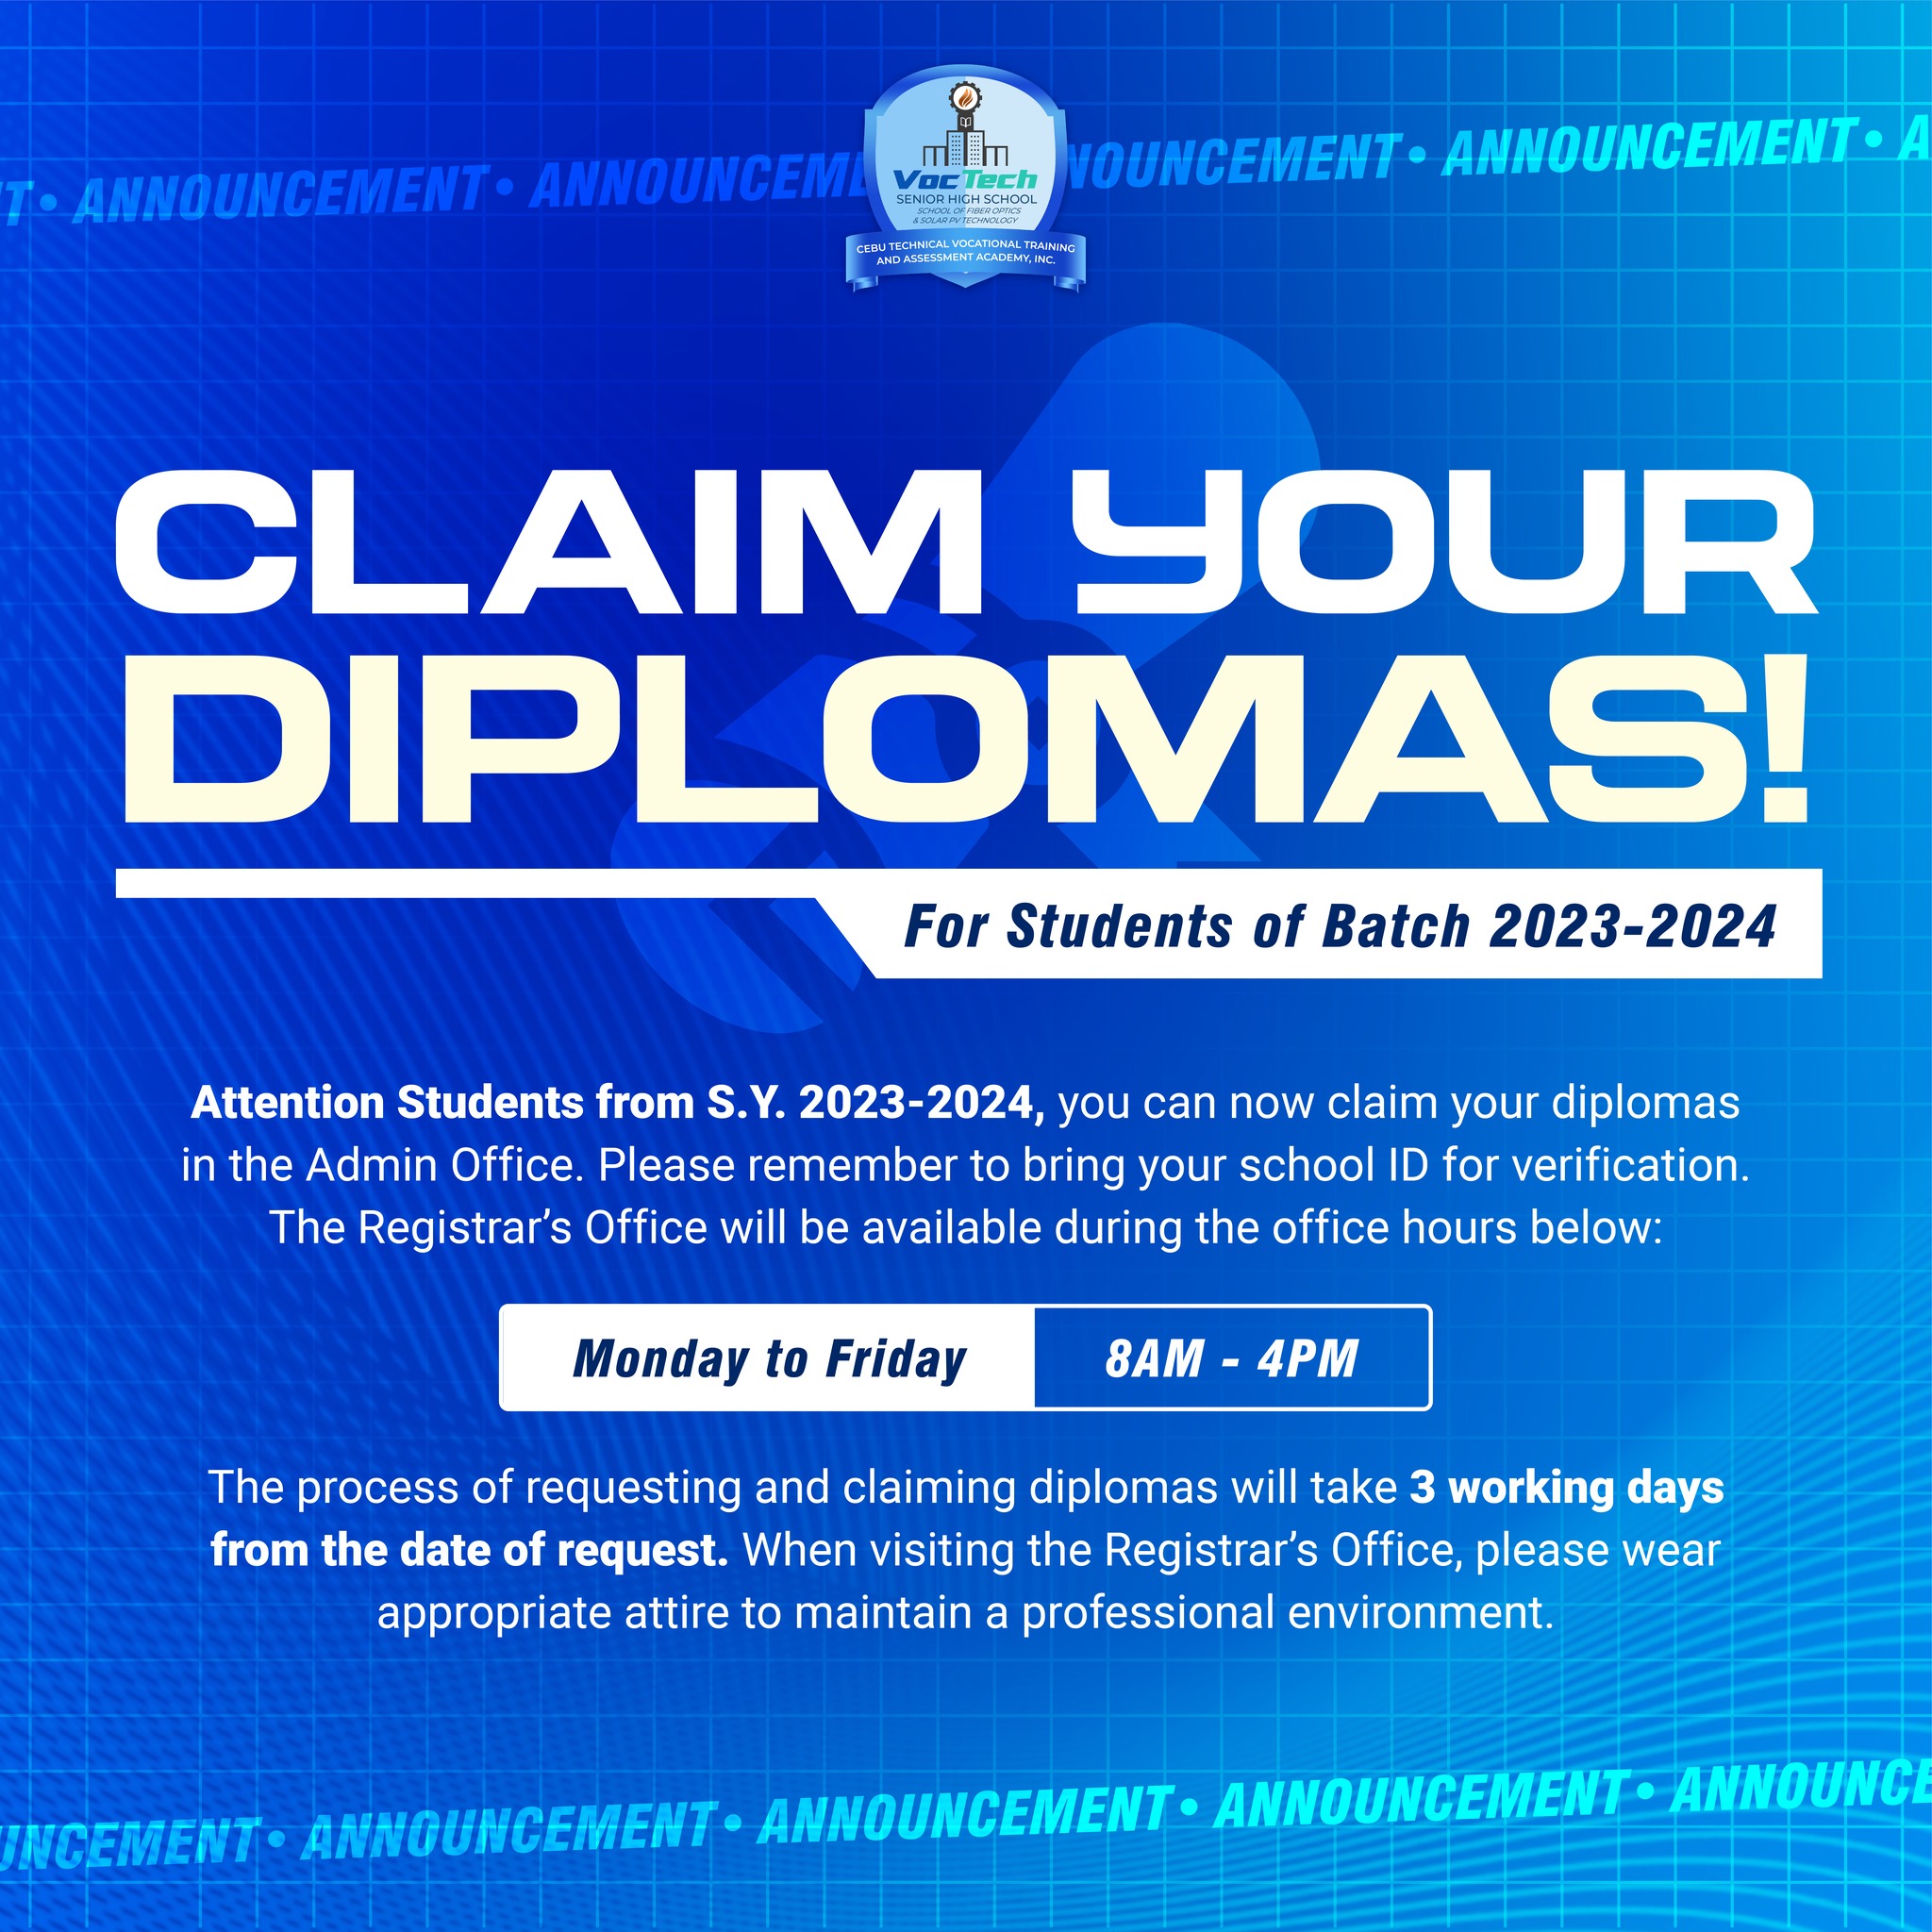 T • ANNOUNCEMENT • ANNOUNCEME NOUNCEMENT • ANNOUNCEMENT • A
VocTech
SENIOR HIGH SCHOOL
SCHOOL OF FIBER OPTICS
& SOLAR PV TECHNOLOGY
CEBU TECHNICAL VOCATIONAL TRAINING
AND ASSESSMENT ACADEMY, INC.
CLAIM YOUR
DIPLOMAS!
For Students of Batch 2023-2024
Attention Students from S.Y. 2023-2024, you can now claim your diplomas
in the Admin Office. Please remember to bring your school ID for verification.
The Registrar’s Office will be available during the office hours below:
Monday to Friday 8AM - 4PM
The process of requesting and claiming diplomas will take 3 working days
from the date of request. When visiting the Registrar’s Office, please wear
appropriate attire to maintain a professional environment.
UNCEMENT • ANNOUNCEMENT • ANNOUNCEMENT • ANNOUNCEMENT • ANNOUNCE